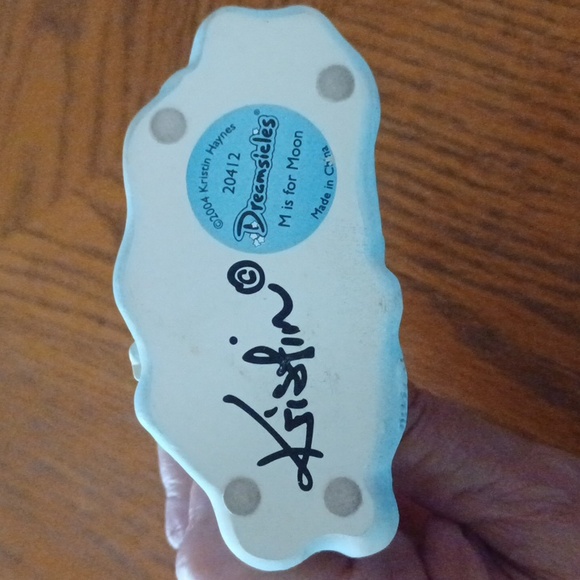 ©2004 Kristin Haynes
20412
Dreamsicles®
M is for Moon
Made in China
Kristin ©